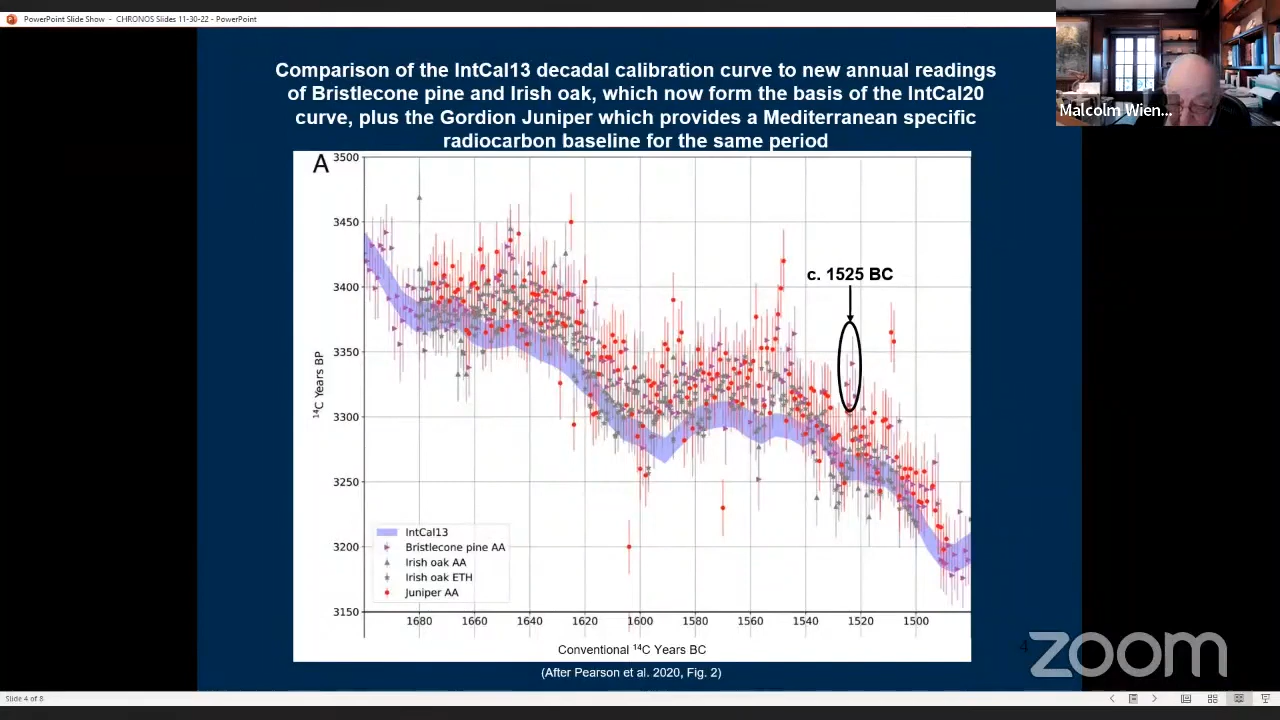 PowerPoint Slide Show - CHRONOS Slides 11-30-22 - PowerPoint
Malcolm Wien...
Comparison of the IntCal13 decadal calibration curve to new annual readings
of Bristlecone pine and Irish oak, which now form the basis of the IntCal20
curve, plus the Gordion Juniper which provides a Mediterranean specific
radiocarbon baseline for the same period
A
3500
3450
3400
3350
3300
3250
3200
3150
¹⁴C Years BP
c. 1525 BC
IntCal13
Bristlecone pine AA
Irish oak AA
Irish oak ETH
Juniper AA
1680 1660 1640 1620 1600 1580 1560 1540 1520 1500
Conventional ¹⁴C Years BC
(After Pearson et al. 2020, Fig. 2)
4
zoom
Slide 4 of 8